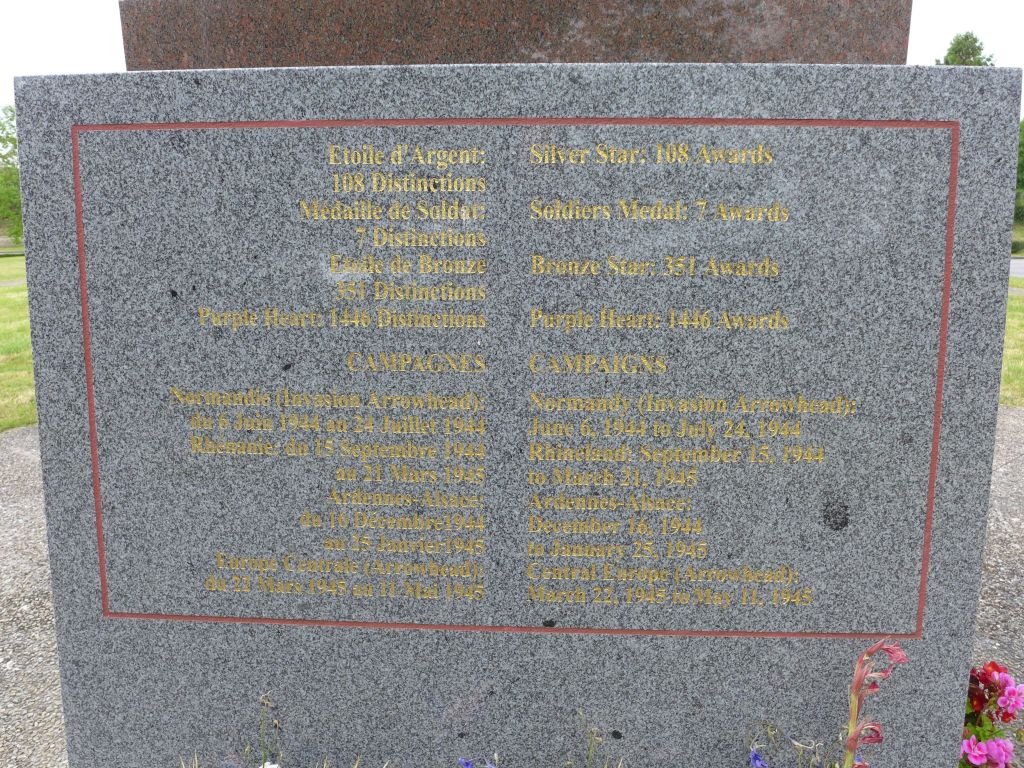 Etoile d'Argent:
108 Distinctions
Médaille de Soldat:
7 Distinctions
Etoile de Bronze
351 Distinctions
Purple Heart: 1446 Distinctions
CAMPAGNES
Normandie (Invasion Arrowhead):
du 6 Juin 1944 au 24 Juillet 1944
Rhénanie: du 15 Septembre 1944
au 21 Mars 1945
Ardennes-Alsace:
du 16 Décembre1944
au 25 Janvier1945
Europe Centrale (Arrowhead):
du 22 Mars 1945 au 11 Mai 1945
Silver Star: 108 Awards
Soldiers Medal: 7 Awards
Bronze Star: 351 Awards
Purple Heart: 1446 Awards
CAMPAIGNS
Normandy (Invasion Arrowhead):
June 6, 1944 to July 24, 1944
Rhineland: September 15, 1944
to March 21, 1945
Ardennes-Alsace:
December 16, 1944
to January 25, 1945
Central Europe (Arrowhead):
March 22, 1945 to May 11, 1945